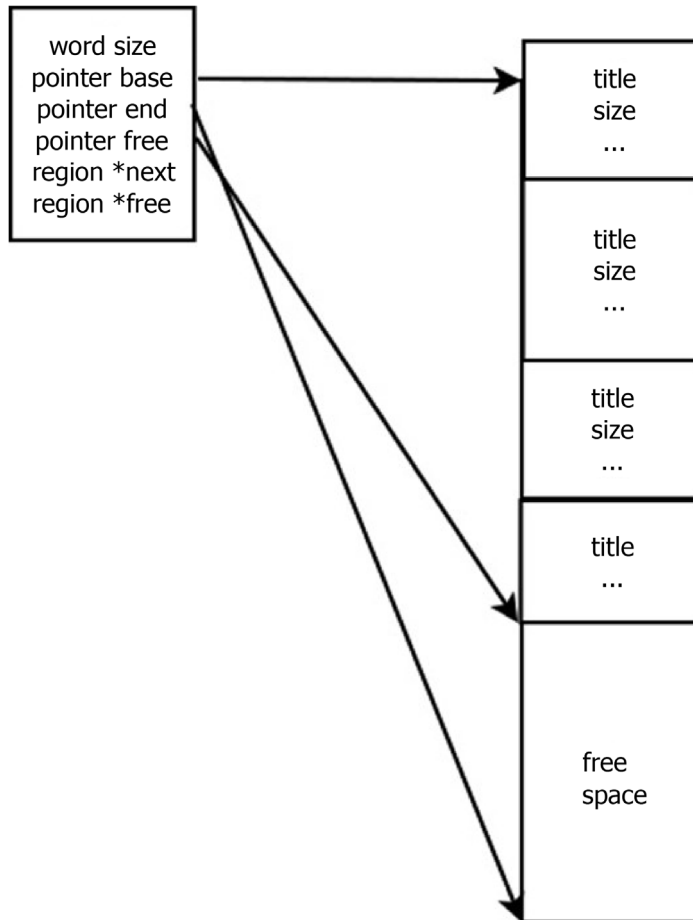 word size
pointer base
pointer end
pointer free
region *next
region *free
title
size
...
title
size
...
title
size
...
title
...
free
space